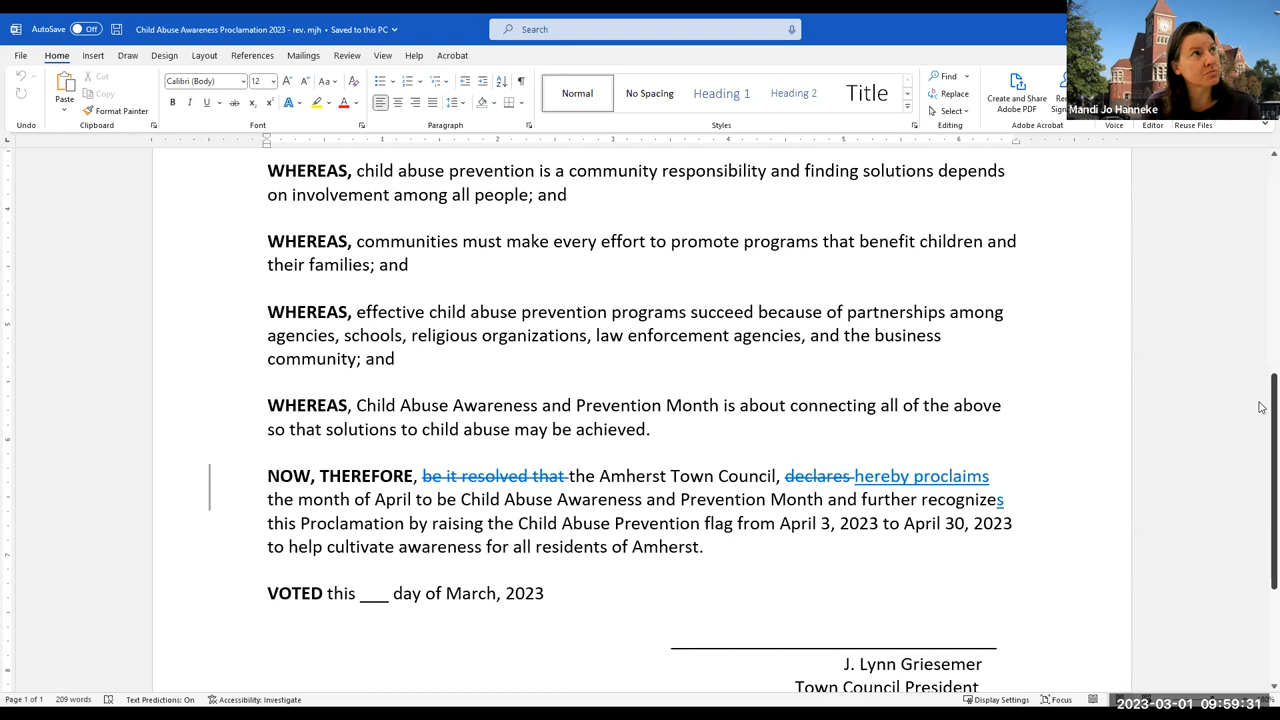 AutoSave Off Child Abuse Awareness Proclamation 2023 - rev. mjh • Saved to this PC Search
File Home Insert Draw Design Layout References Mailings Review View Help Acrobat
Cut Calibri (Body) 12 Aa Find
Paste Copy Normal No Spacing Heading 1 Heading 2 Title Replace Create and Share
Format Painter B I U ab x₂ x² A A Select Adobe PDF Mandi Jo Hanneke
Undo Clipboard Font Paragraph Styles Editing Adobe Acrobat Voice Editor Reuse Files
WHEREAS, child abuse prevention is a community responsibility and finding solutions depends
on involvement among all people; and
WHEREAS, communities must make every effort to promote programs that benefit children and
their families; and
WHEREAS, effective child abuse prevention programs succeed because of partnerships among
agencies, schools, religious organizations, law enforcement agencies, and the business
community; and
WHEREAS, Child Abuse Awareness and Prevention Month is about connecting all of the above
so that solutions to child abuse may be achieved.
NOW, THEREFORE, be it resolved that the Amherst Town Council, declares hereby proclaims
the month of April to be Child Abuse Awareness and Prevention Month and further recognizes
this Proclamation by raising the Child Abuse Prevention flag from April 3, 2023 to April 30, 2023
to help cultivate awareness for all residents of Amherst.
VOTED this ___ day of March, 2023
J. Lynn Griesemer
Town Council President
Page 1 of 1 209 words Text Predictions: On Accessibility: Investigate Display Settings Focus
2023-03-01 09:59:31